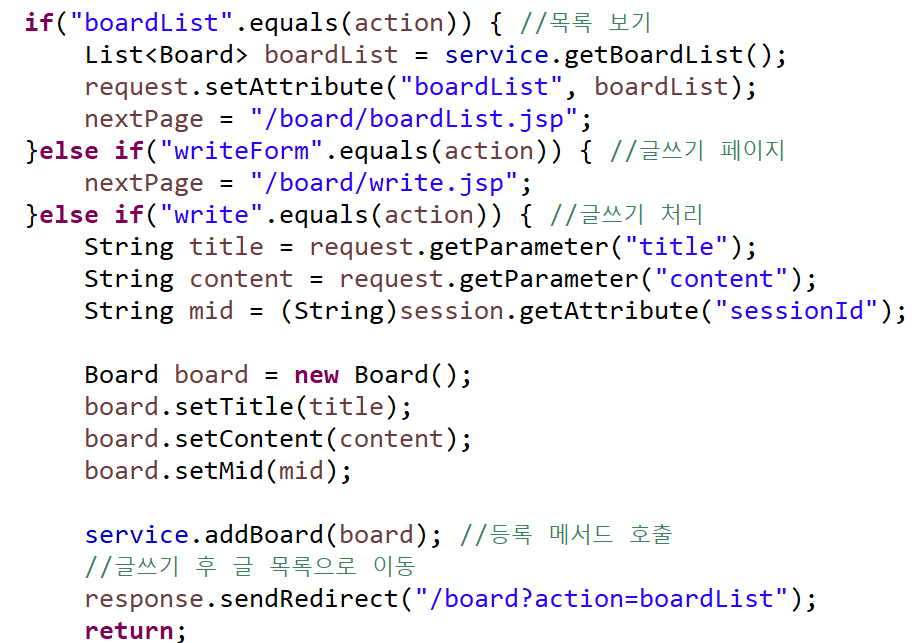 if("boardList".equals(action)) { //목록 보기
    List<Board> boardList = service.getBoardList();
    request.setAttribute("boardList", boardList);
    nextPage = "/board/boardList.jsp";
}else if("writeForm".equals(action)) { //글쓰기 페이지
    nextPage = "/board/write.jsp";
}else if("write".equals(action)) { //글쓰기 처리
    String title = request.getParameter("title");
    String content = request.getParameter("content");
    String mid = (String)session.getAttribute("sessionId");

    Board board = new Board();
    board.setTitle(title);
    board.setContent(content);
    board.setMid(mid);

    service.addBoard(board); //등록 메서드 호출
    //글쓰기 후 글 목록으로 이동
    response.sendRedirect("/board?action=boardList");
    return;